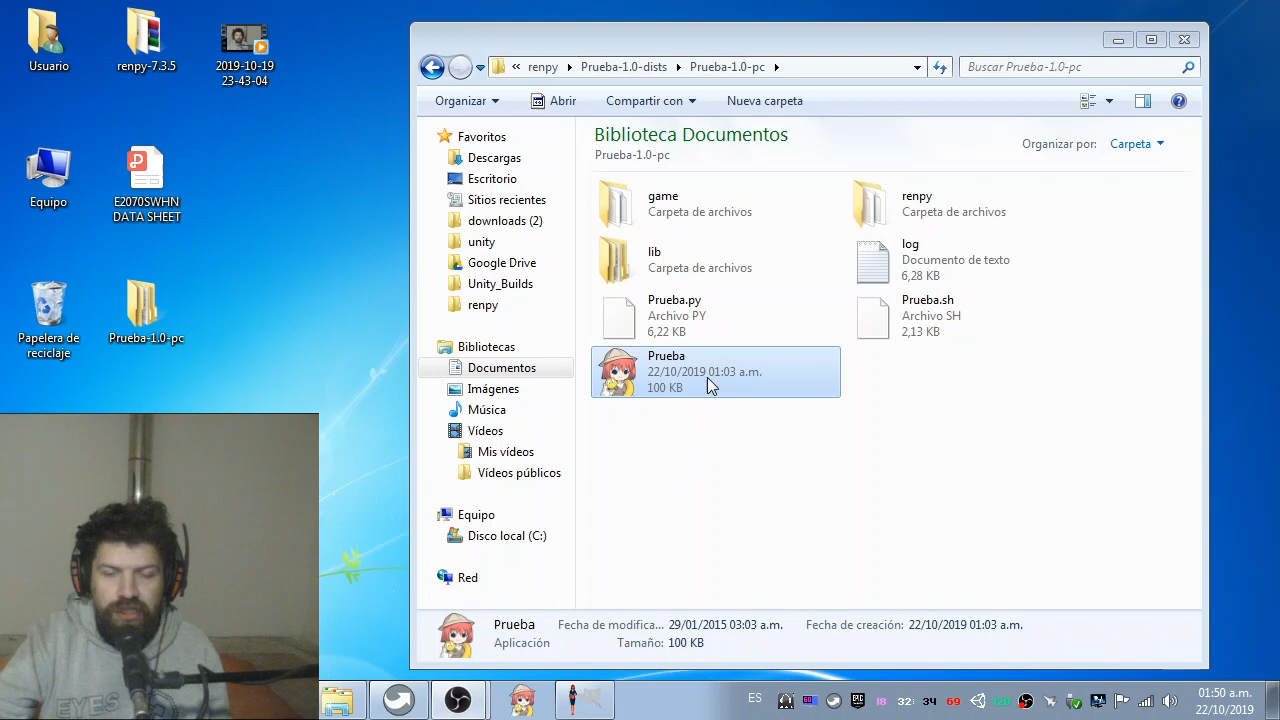 Usuario
renpy-7.3.5
2019-10-19
23-43-04
Equipo
E2070SWHN
DATA SHEET
Papelera de
reciclaje
Prueba-1.0-pc
« renpy Prueba-1.0-dists Prueba-1.0-pc
Buscar Prueba-1.0-pc
Organizar Abrir Compartir con Nueva carpeta
Favoritos
Descargas
Escritorio
Sitios recientes
downloads (2)
unity
Google Drive
Unity_Builds
renpy
Bibliotecas
Documentos
Imágenes
Música
Vídeos
Mis vídeos
Vídeos públicos
Equipo
Disco local (C:)
Red
Biblioteca Documentos
Prueba-1.0-pc
Organizar por: Carpeta
game
Carpeta de archivos
renpy
Carpeta de archivos
lib
Carpeta de archivos
log
Documento de texto
6,28 KB
Prueba.py
Archivo PY
6,22 KB
Prueba.sh
Archivo SH
2,13 KB
Prueba
22/10/2019 01:03 a.m.
100 KB
Prueba Fecha de modifica... 29/01/2015 03:03 a.m. Fecha de creación: 22/10/2019 01:03 a.m.
Aplicación Tamaño: 100 KB
EYES
ES
18 32: 34 69
01:50 a.m.
22/10/2019